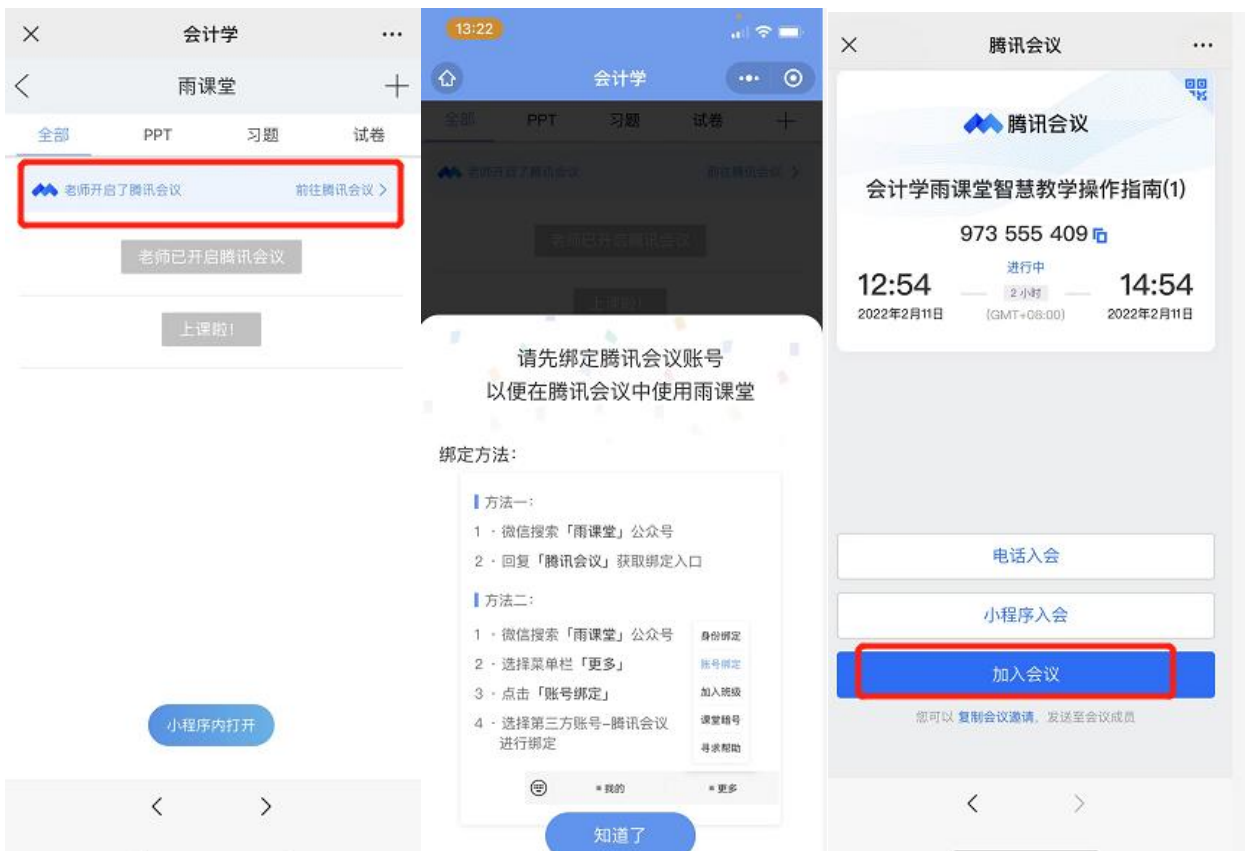 会计学
雨课堂
全部 PPT 习题 试卷
老师开启了腾讯会议 前往腾讯会议 >
老师已开启腾讯会议
上课啦!
小程序内打开
13:22
会计学
全部 PPT 习题 试卷
老师开启了腾讯会议 前往腾讯会议 >
老师已开启腾讯会议
上课啦!
请先绑定腾讯会议账号
以便在腾讯会议中使用雨课堂
绑定方法:
方法一:
1 · 微信搜索「雨课堂」公众号
2 · 回复「腾讯会议」获取绑定入口
方法二:
1 · 微信搜索「雨课堂」公众号
2 · 选择菜单栏「更多」
3 · 点击「账号绑定」
4 · 选择第三方账号-腾讯会议
进行绑定
身份绑定
账号绑定
加入班级
课堂暗号
寻求帮助
≡ 我的 ≡ 更多
知道了
腾讯会议
腾讯会议
会计学雨课堂智慧教学操作指南(1)
973 555 409
进行中
12:54 2小时 14:54
2022年2月11日 (GMT+08:00) 2022年2月11日
电话入会
小程序入会
加入会议
您可以 复制会议邀请，发送至会议成员